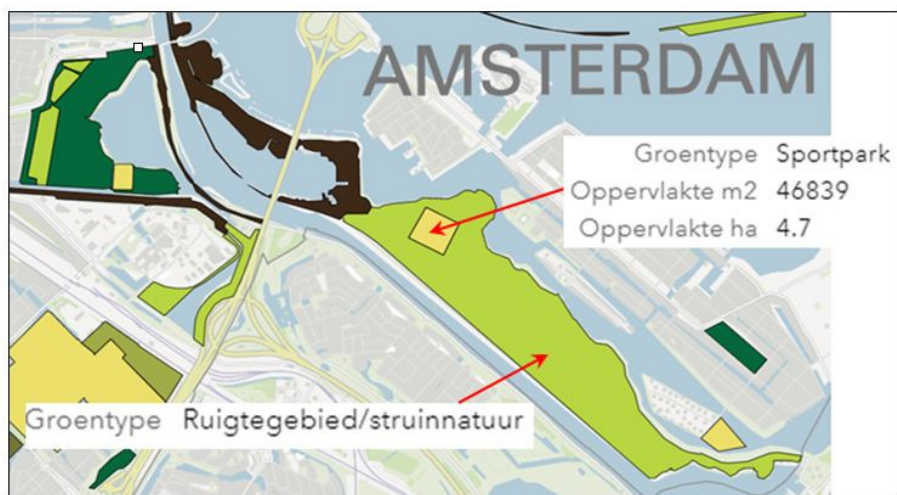 AMSTERDAM
Groentype Sportpark
Oppervlakte m2 46839
Oppervlakte ha 4.7
Groentype Ruigtegebied/struinnatuur